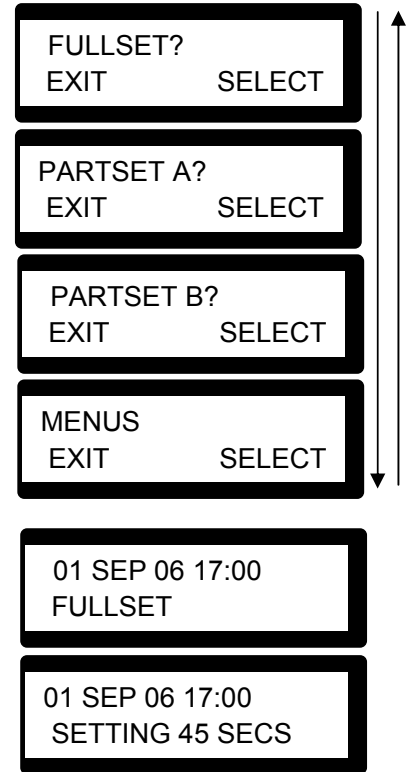 FULLSET?
EXIT SELECT
PARTSET A?
EXIT SELECT
PARTSET B?
EXIT SELECT
MENUS
EXIT SELECT
01 SEP 06 17:00
FULLSET
01 SEP 06 17:00
SETTING 45 SECS